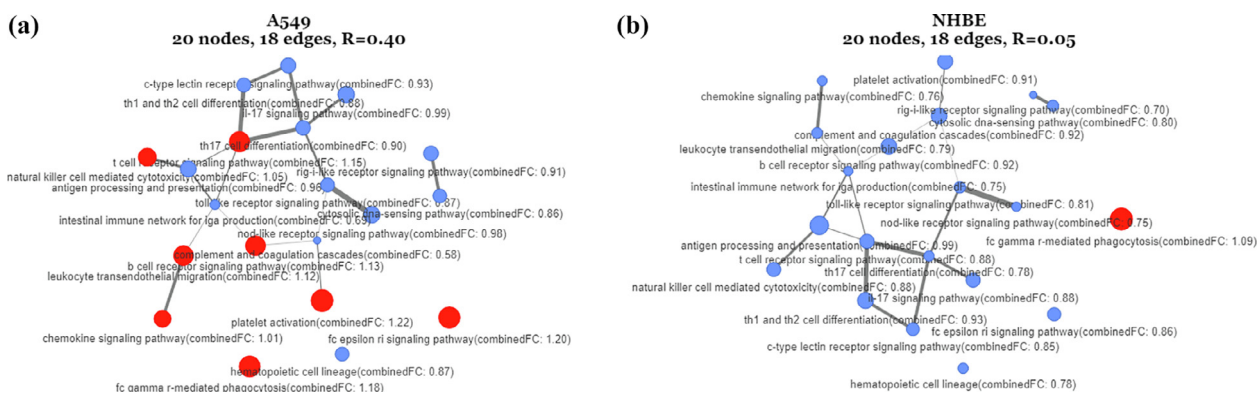 (a)
A549
20 nodes, 18 edges, R=0.40
c-type lectin receptor signaling pathway(combinedFC: 0.93)
th1 and th2 cell differentiation(combinedFC: 0.88)
il-17 signaling pathway(combinedFC: 0.99)
th17 cell differentiation(combinedFC: 0.90)
t cell receptor signaling pathway(combinedFC: 1.15)
rig-i-like receptor signaling pathway(combinedFC: 0.91)
natural killer cell mediated cytotoxicity(combinedFC: 1.05)
antigen processing and presentation(combinedFC: 0.96)
toll-like receptor signaling pathway(combinedFC: 0.87)
cytosolic dna-sensing pathway(combinedFC: 0.86)
intestinal immune network for iga production(combinedFC: 0.69)
nod-like receptor signaling pathway(combinedFC: 0.98)
complement and coagulation cascades(combinedFC: 0.58)
b cell receptor signaling pathway(combinedFC: 1.13)
leukocyte transendothelial migration(combinedFC: 1.12)
platelet activation(combinedFC: 1.22)
chemokine signaling pathway(combinedFC: 1.01)
fc epsilon ri signaling pathway(combinedFC: 1.20)
hematopoietic cell lineage(combinedFC: 0.87)
fc gamma r-mediated phagocytosis(combinedFC: 1.18)
(b)
NHBE
20 nodes, 18 edges, R=0.05
platelet activation(combinedFC: 0.91)
chemokine signaling pathway(combinedFC: 0.76)
rig-i-like receptor signaling pathway(combinedFC: 0.70)
cytosolic dna-sensing pathway(combinedFC: 0.80)
complement and coagulation cascades(combinedFC: 0.92)
leukocyte transendothelial migration(combinedFC: 0.79)
b cell receptor signaling pathway(combinedFC: 0.92)
intestinal immune network for iga production(combinedFC: 0.75)
toll-like receptor signaling pathway(combinedFC: 0.81)
nod-like receptor signaling pathway(combinedFC: 0.75)
fc gamma r-mediated phagocytosis(combinedFC: 1.09)
antigen processing and presentation(combinedFC: 0.99)
t cell receptor signaling pathway(combinedFC: 0.88)
th17 cell differentiation(combinedFC: 0.78)
natural killer cell mediated cytotoxicity(combinedFC: 0.88)
il-17 signaling pathway(combinedFC: 0.88)
th1 and th2 cell differentiation(combinedFC: 0.93)
fc epsilon ri signaling pathway(combinedFC: 0.86)
c-type lectin receptor signaling pathway(combinedFC: 0.85)
hematopoietic cell lineage(combinedFC: 0.78)